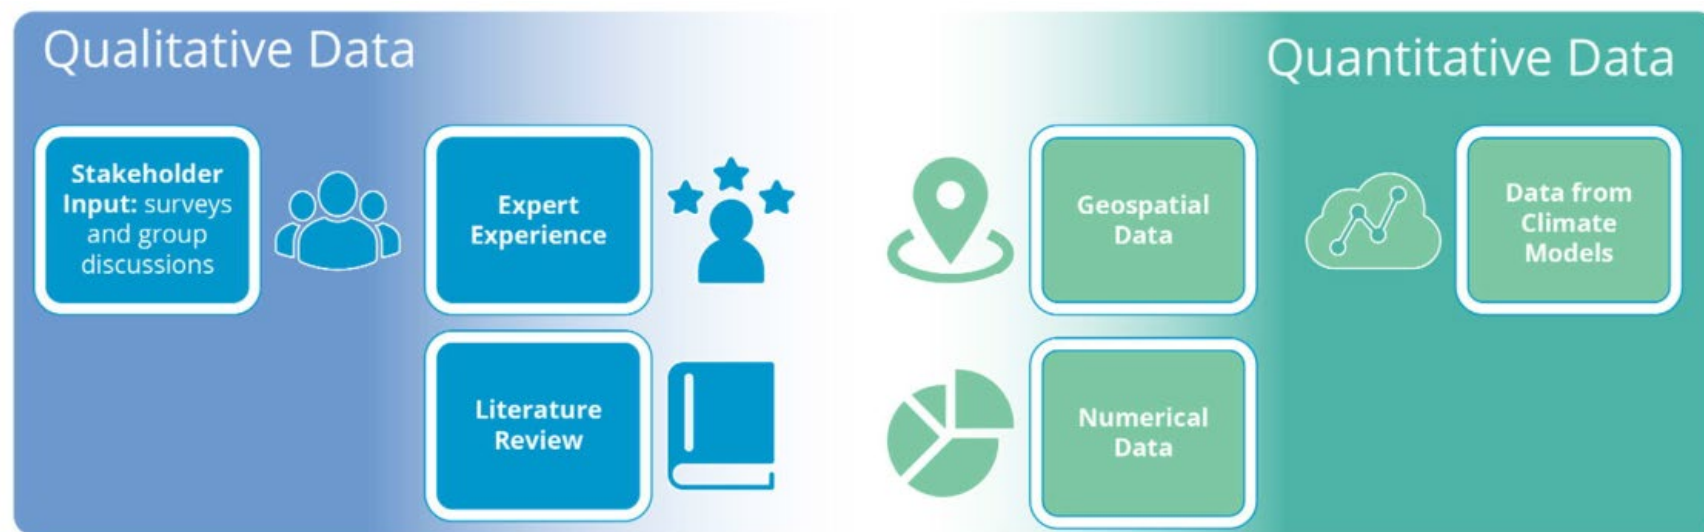 Qualitative Data
Quantitative Data
Stakeholder
Input: surveys
and group
discussions
Expert
Experience
Geospatial
Data
Data from
Climate
Models
Literature
Review
Numerical
Data